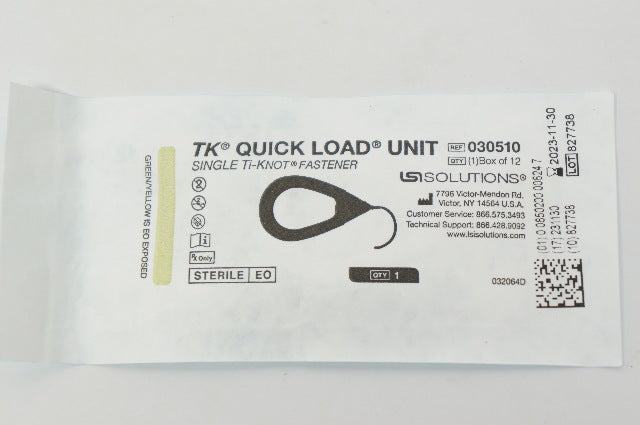 GREEN/YELLOW IS EO EXPOSED
TK® QUICK LOAD® UNIT
SINGLE Ti-KNOT® FASTENER
REF 030510
QTY (1)Box of 12
LSI SOLUTIONS®
7796 Victor-Mendon Rd.
Victor, NY 14564 U.S.A.
Customer Service: 866.575.3493
Technical Support: 866.428.9092
www.lsisolutions.com
Rx Only
STERILE EO
QTY 1
032064D
2023-11-30
LOT 827738
(01) 0 0850200 00624 7
(17) 231130
(10) 827738